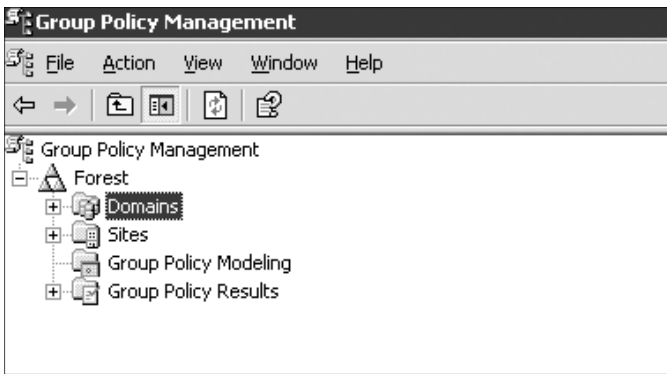 Group Policy Management
File Action View Window Help
Group Policy Management
Forest
Domains
Sites
Group Policy Modeling
Group Policy Results